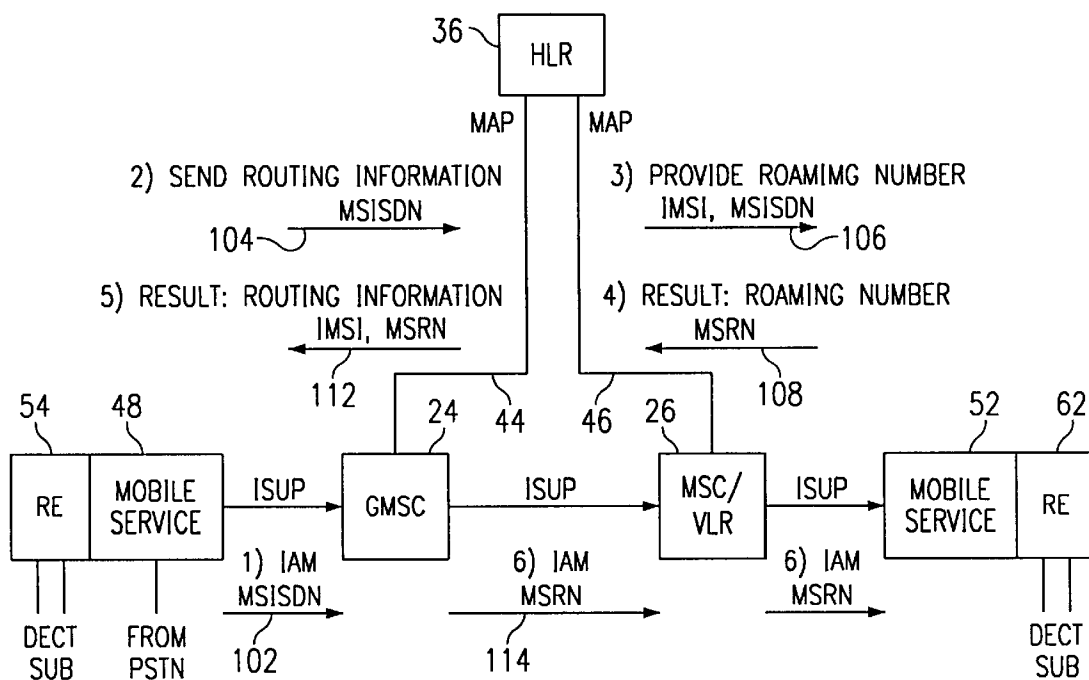 36
HLR
MAP
MAP
2) SEND ROUTING INFORMATION
MSISDN
104
3) PROVIDE ROAMIMG NUMBER
IMSI, MSISDN
106
5) RESULT: ROUTING INFORMATION
IMSI, MSRN
112
4) RESULT: ROAMING NUMBER
MSRN
108
44
46
54
48
24
26
52
62
RE
MOBILE
SERVICE
ISUP
GMSC
ISUP
MSC/
VLR
ISUP
MOBILE
SERVICE
RE
1) IAM
MSISDN
102
6) IAM
MSRN
114
6) IAM
MSRN
DECT
SUB
FROM
PSTN
DECT
SUB